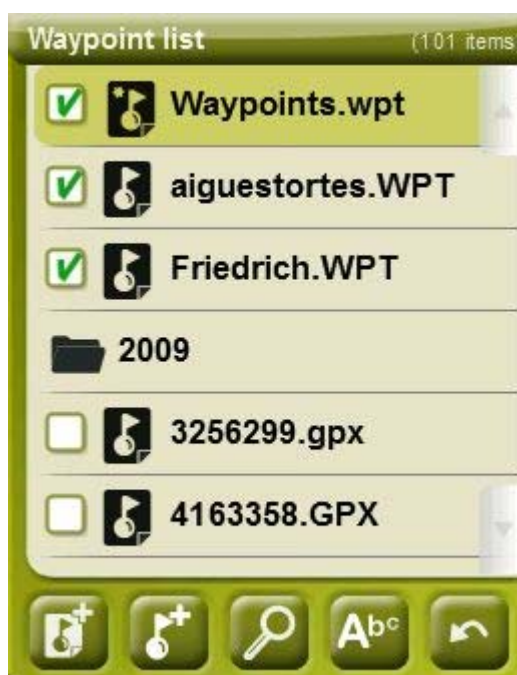 Waypoint list (101 items
Waypoints.wpt
aiguestortes.WPT
Friedrich.WPT
2009
3256299.gpx
4163358.GPX
Abc